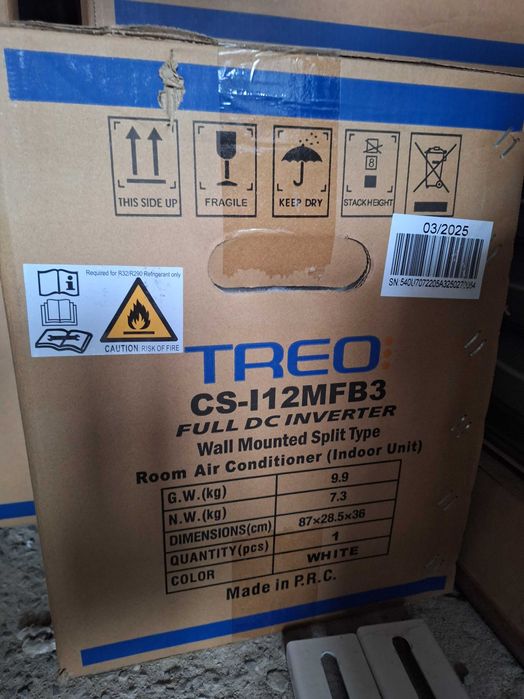 THIS SIDE UP
FRAGILE
KEEP DRY
8
STACKHEIGHT
03/2025
Required for R32/R290 Refrigerant only
CAUTION RISK OF FIRE
TREO
CS-I12MFB3
FULL DC INVERTER
Wall Mounted Split Type
Room Air Conditioner (Indoor Unit)
G.W.(kg) 9.9
N.W.(kg) 7.3
DIMENSIONS(cm) 87×28.5×36
QUANTITY(pcs) 1
COLOR WHITE
Made in P.R.C.